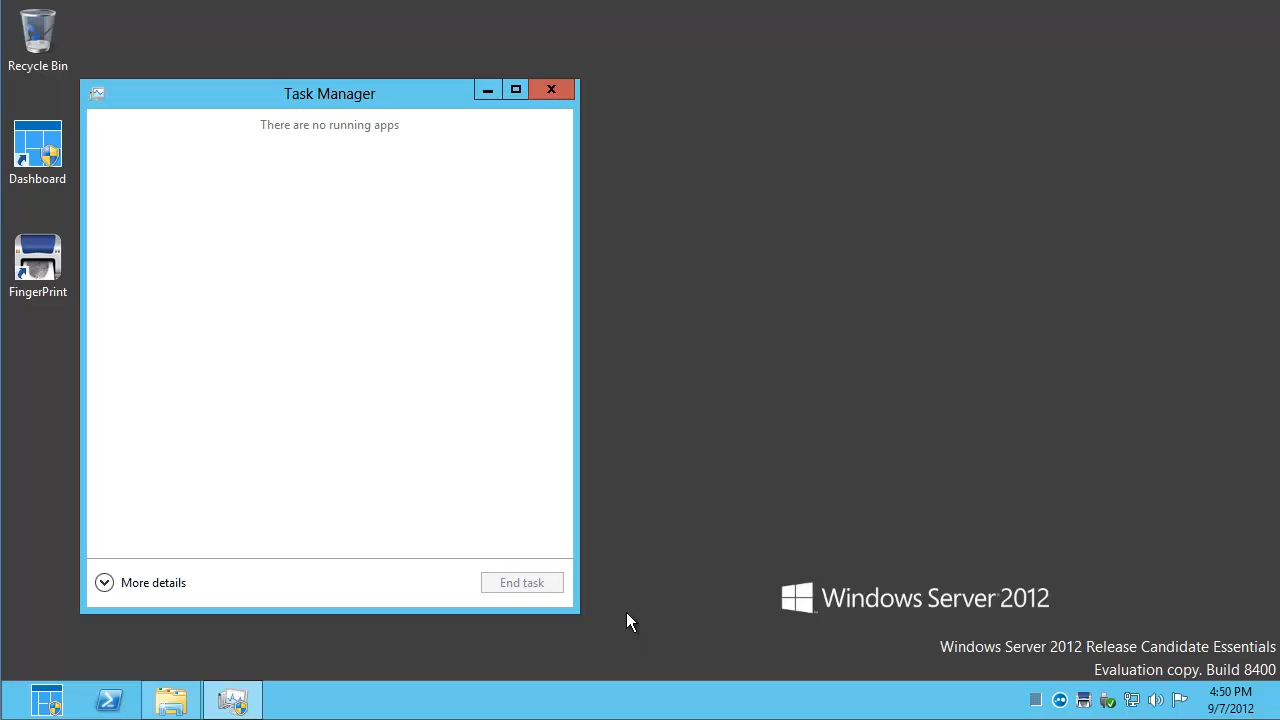 Recycle Bin
Task Manager
There are no running apps
Dashboard
FingerPrint
More details
End task
Windows Server 2012
Windows Server 2012 Release Candidate Essentials
Evaluation copy. Build 8400
4:50 PM
9/7/2012